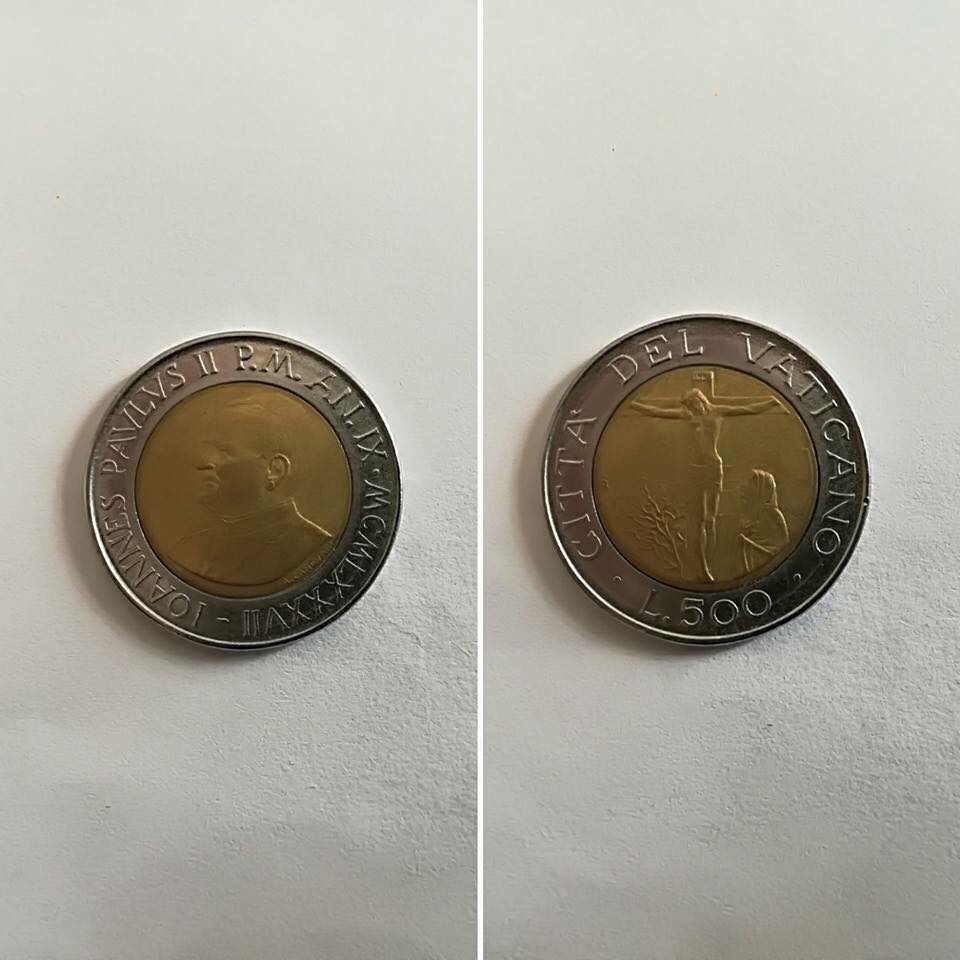 IOANNES PAVLVS II P.M. AN. IX · MCMLXXXVII -
CITTA' DEL VATICANO
L. 500